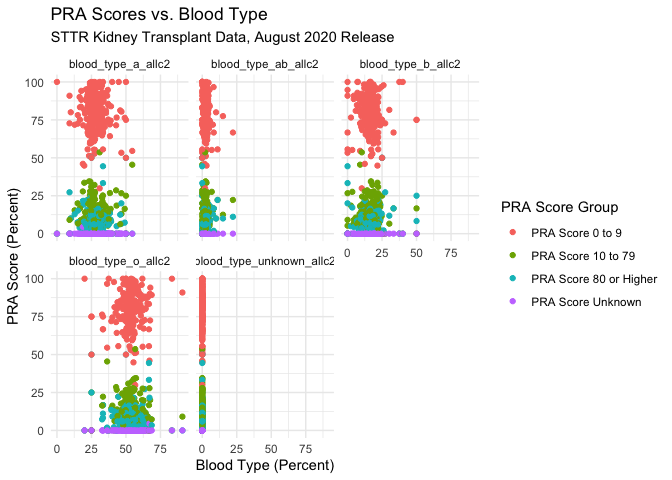 PRA Scores vs. Blood Type
STTR Kidney Transplant Data, August 2020 Release
blood_type_a_allc2
blood_type_ab_allc2
blood_type_b_allc2
100
75
50
25
0
0 25 50 75
blood_type_o_allc2
blood_type_unknown_allc2
100
75
50
25
0
0 25 50 75
0 25 50 75
PRA Score (Percent)
Blood Type (Percent)
PRA Score Group
PRA Score 0 to 9
PRA Score 10 to 79
PRA Score 80 or Higher
PRA Score Unknown